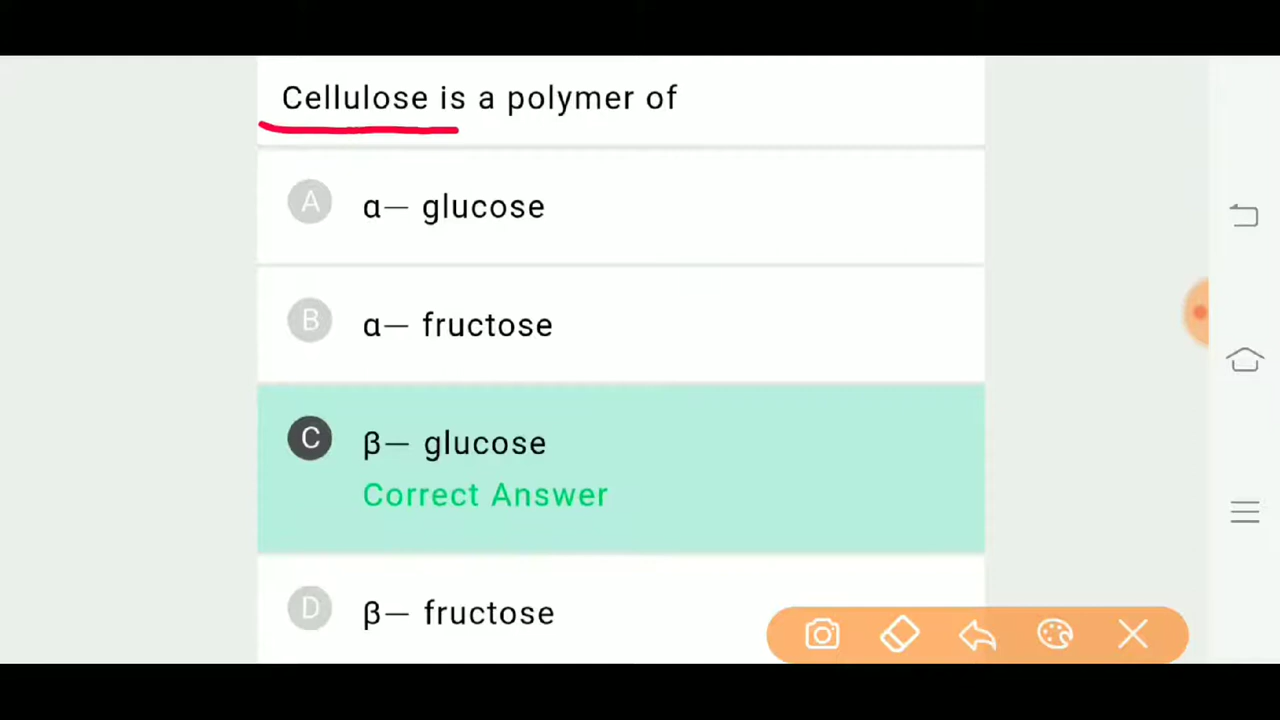 Cellulose is a polymer of
A α— glucose
B α— fructose
C β— glucose
Correct Answer
D β— fructose